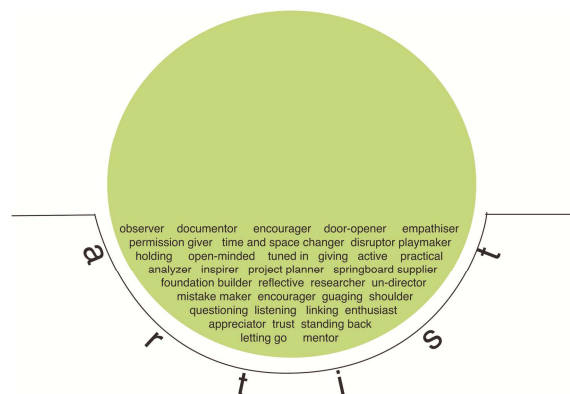 observer documentor encourager door-opener empathiser
permission giver time and space changer disruptor playmaker
holding open-minded tuned in giving active practical
analyzer inspirer project planner springboard supplier
foundation builder reflective researcher un-director
mistake maker encourager guaging shoulder
questioning listening linking enthusiast
appreciator trust standing back
letting go mentor
artist